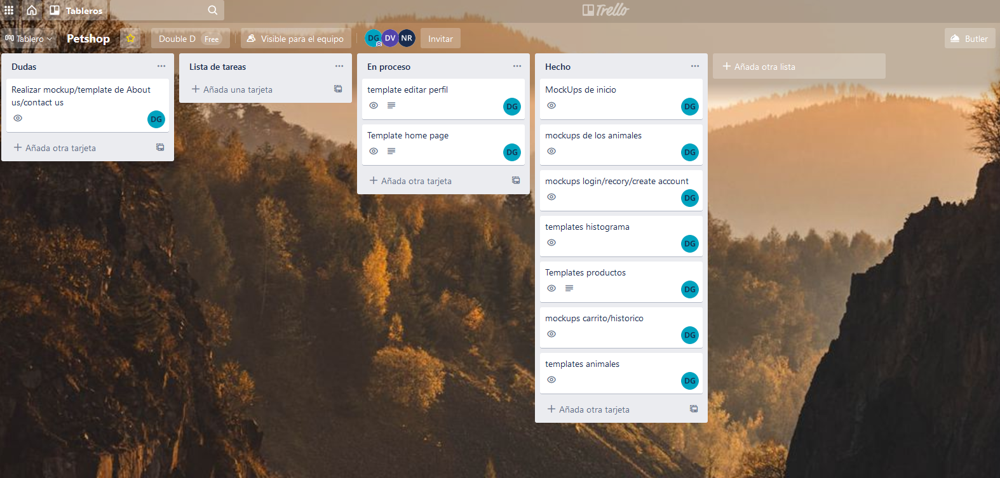 Tableros
Trello
Tablero
Petshop
Double D Free
Visible para el equipo
DG DV NR
Invitar
Butler
Dudas
Realizar mockup/template de About
us/contact us
DG
Añada otra tarjeta
Lista de tareas
Añada una tarjeta
En proceso
template editar perfil
DG
Template home page
DG
Añada otra tarjeta
Hecho
MockUps de inicio
DG
mockups de los animales
DG
mockups login/recory/create account
DG
templates histograma
DG
Templates productos
DG
mockups carrito/historico
DG
templates animales
DG
Añada otra tarjeta
Añada otra lista